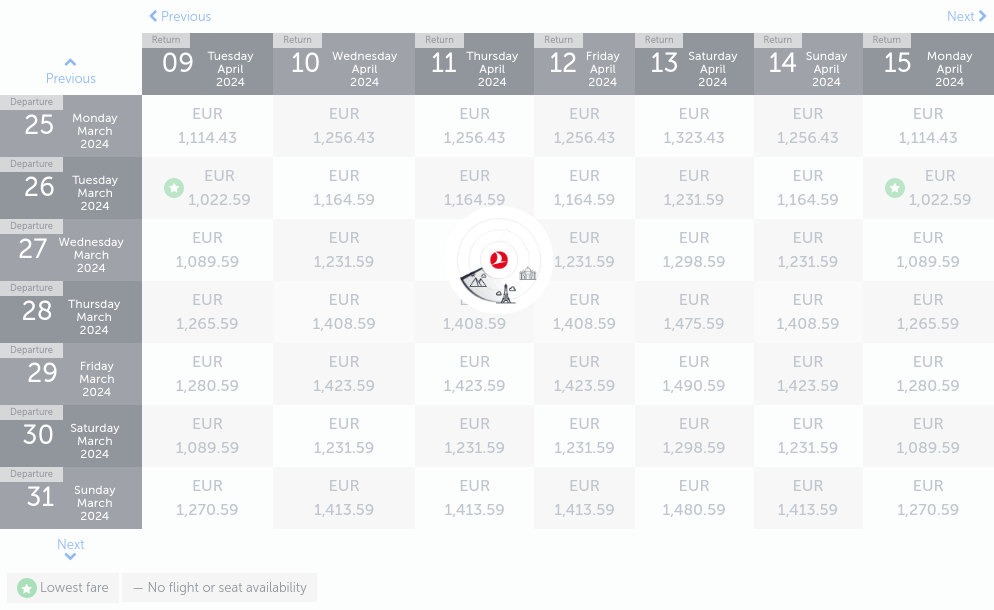 Previous
Next
Previous
Return
09 Tuesday April 2024
Return
10 Wednesday April 2024
Return
11 Thursday April 2024
Return
12 Friday April 2024
Return
13 Saturday April 2024
Return
14 Sunday April 2024
Return
15 Monday April 2024
Departure
25 Monday March 2024
EUR EUR EUR EUR EUR EUR EUR
1,114.43 1,256.43 1,256.43 1,256.43 1,323.43 1,256.43 1,114.43
Departure
26 Tuesday March 2024
EUR EUR EUR EUR EUR EUR EUR
1,022.59 1,164.59 1,164.59 1,164.59 1,231.59 1,164.59 1,022.59
Departure
27 Wednesday March 2024
EUR EUR EUR EUR EUR EUR
1,089.59 1,231.59 1,231.59 1,298.59 1,231.59 1,089.59
Departure
28 Thursday March 2024
EUR EUR EUR EUR EUR EUR
1,265.59 1,408.59 1,408.59 1,408.59 1,475.59 1,408.59 1,265.59
Departure
29 Friday March 2024
EUR EUR EUR EUR EUR EUR EUR
1,280.59 1,423.59 1,423.59 1,423.59 1,490.59 1,423.59 1,280.59
Departure
30 Saturday March 2024
EUR EUR EUR EUR EUR EUR EUR
1,089.59 1,231.59 1,231.59 1,231.59 1,298.59 1,231.59 1,089.59
Departure
31 Sunday March 2024
EUR EUR EUR EUR EUR EUR EUR
1,270.59 1,413.59 1,413.59 1,413.59 1,480.59 1,413.59 1,270.59
Next
Lowest fare
— No flight or seat availability